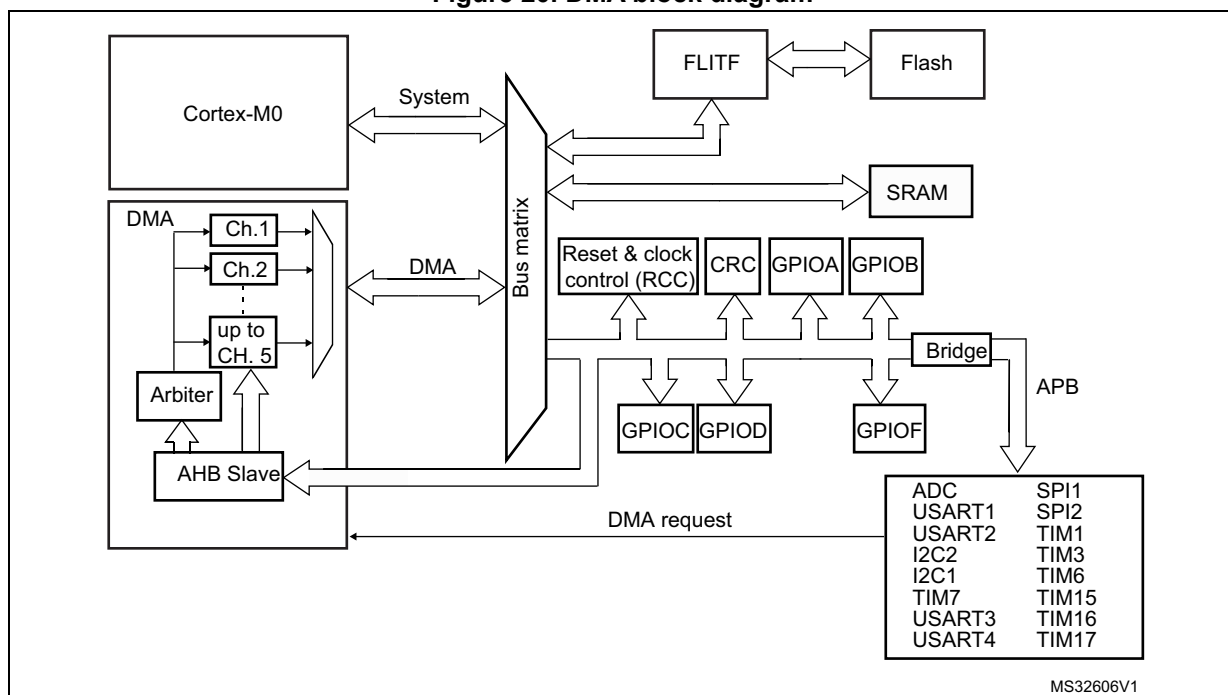 Figure 20. DMA block diagram
FLITF
Flash
Cortex-M0
System
Bus matrix
SRAM
DMA
Ch.1
Ch.2
up to
CH. 5
DMA
Reset & clock
control (RCC)
CRC
GPIOA
GPIOB
Bridge
Arbiter
APB
GPIOC
GPIOD
GPIOF
AHB Slave
DMA request
ADC
USART1
USART2
I2C2
I2C1
TIM7
USART3
USART4
SPI1
SPI2
TIM1
TIM3
TIM6
TIM15
TIM16
TIM17
MS32606V1